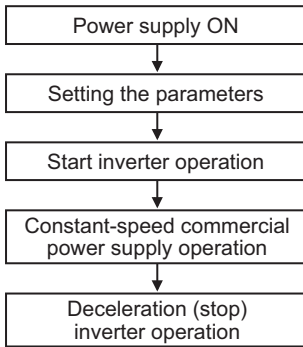 Power supply ON
Setting the parameters
Start inverter operation
Constant-speed commercial
power supply operation
Deceleration (stop)
inverter operation